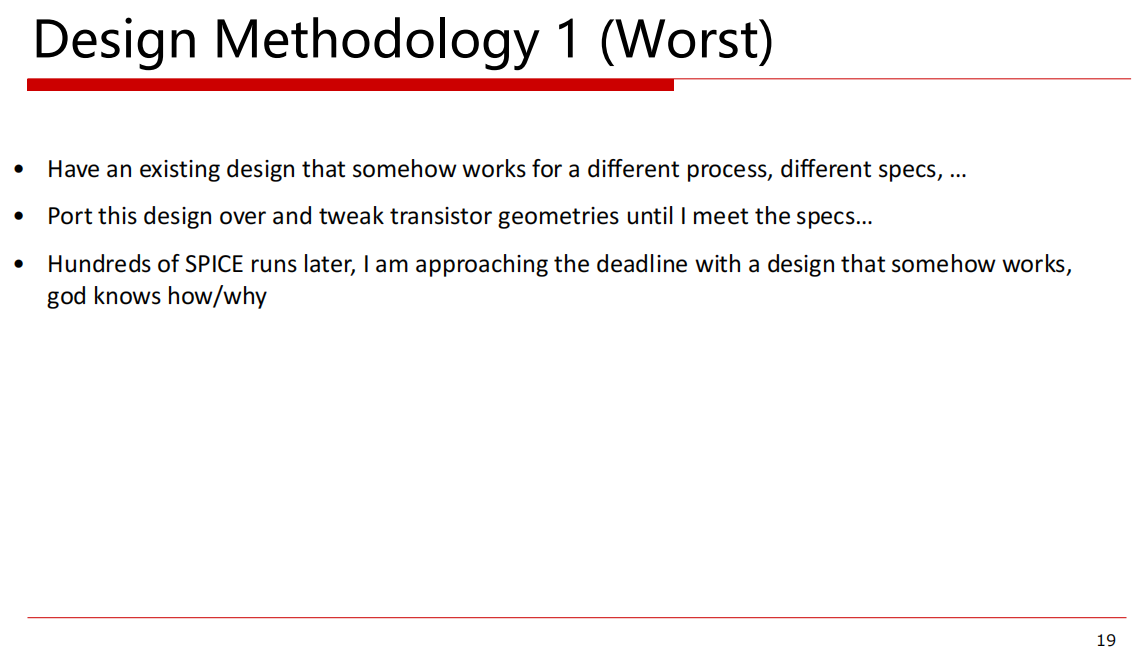 Design Methodology 1 (Worst)
• Have an existing design that somehow works for a different process, different specs, …
• Port this design over and tweak transistor geometries until I meet the specs…
• Hundreds of SPICE runs later, I am approaching the deadline with a design that somehow works,
god knows how/why
19